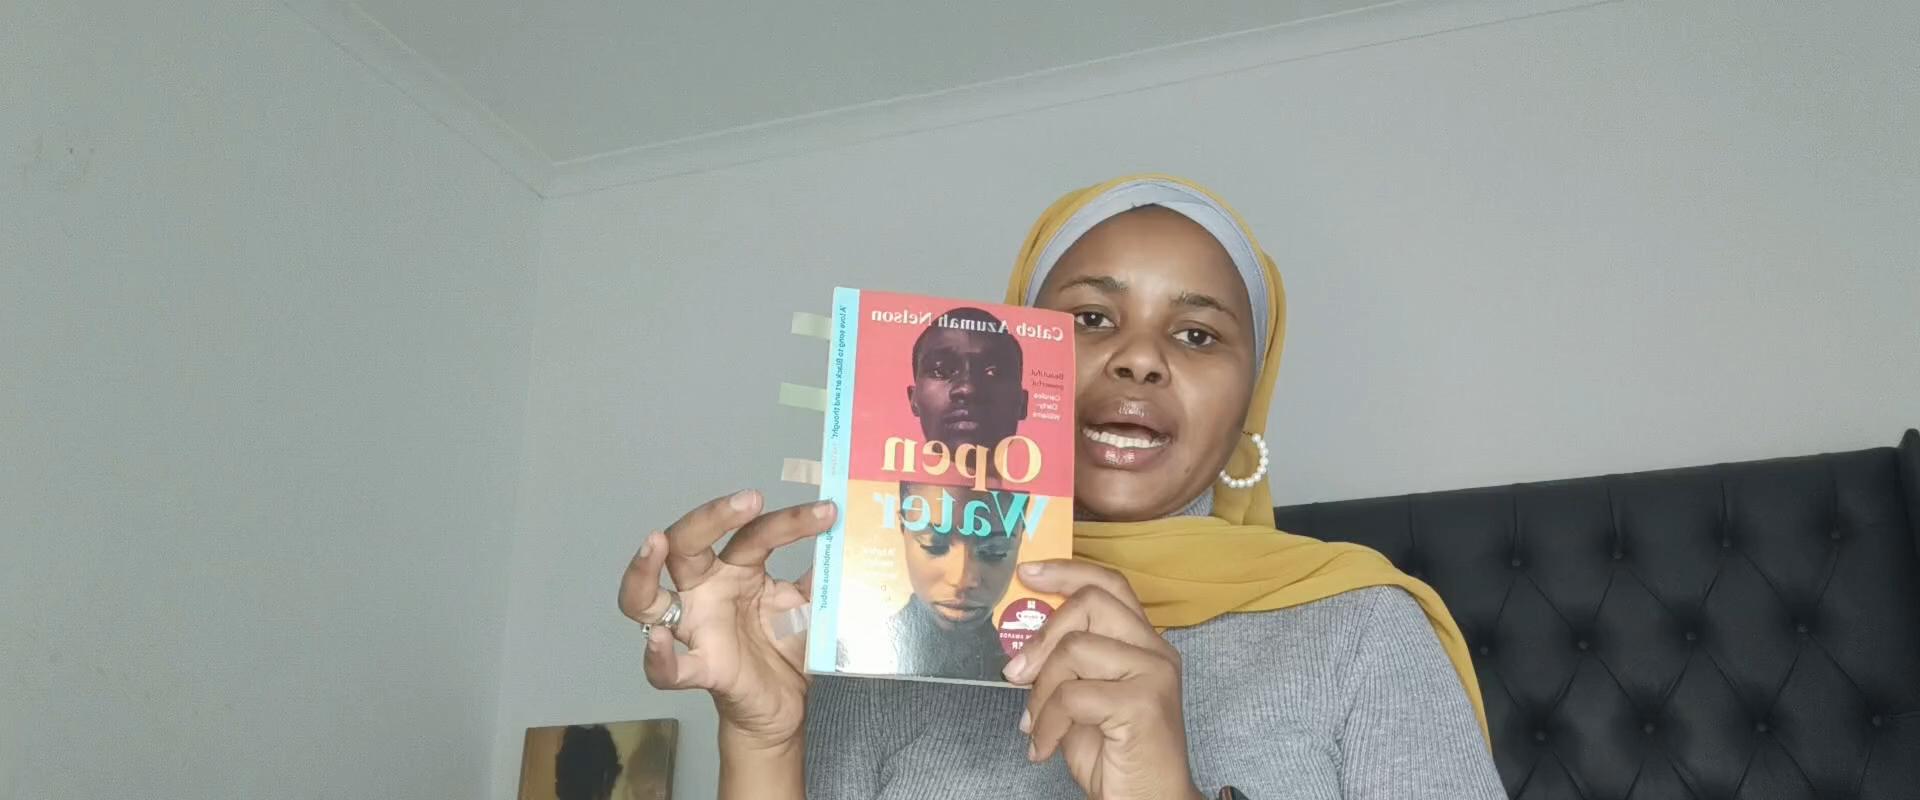 Caleb Azumah Nelson
Beautiful,
powerful.
Candice
Carty-
Williams
Open
Water
'A love song to Black art and thought.'
ambitious debut.'